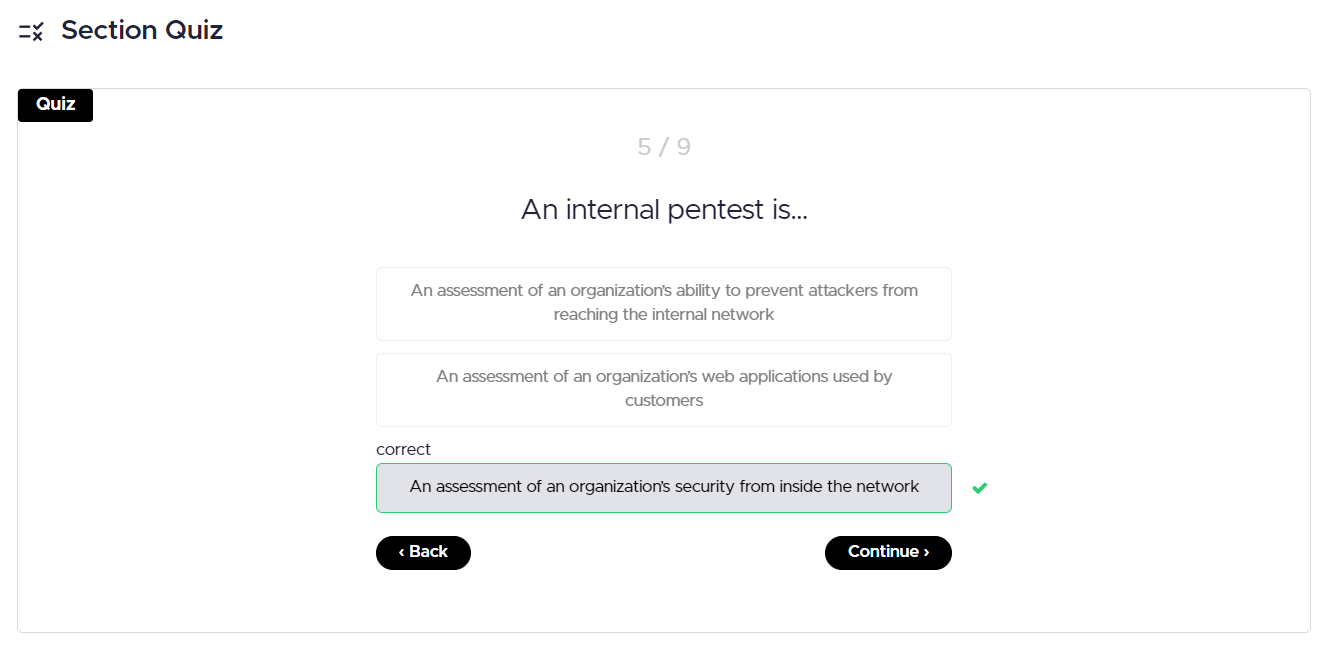 Section Quiz
Quiz
5 / 9
An internal pentest is...
An assessment of an organization’s ability to prevent attackers from
reaching the internal network
An assessment of an organization’s web applications used by
customers
correct
An assessment of an organization’s security from inside the network
‹ Back
Continue ›